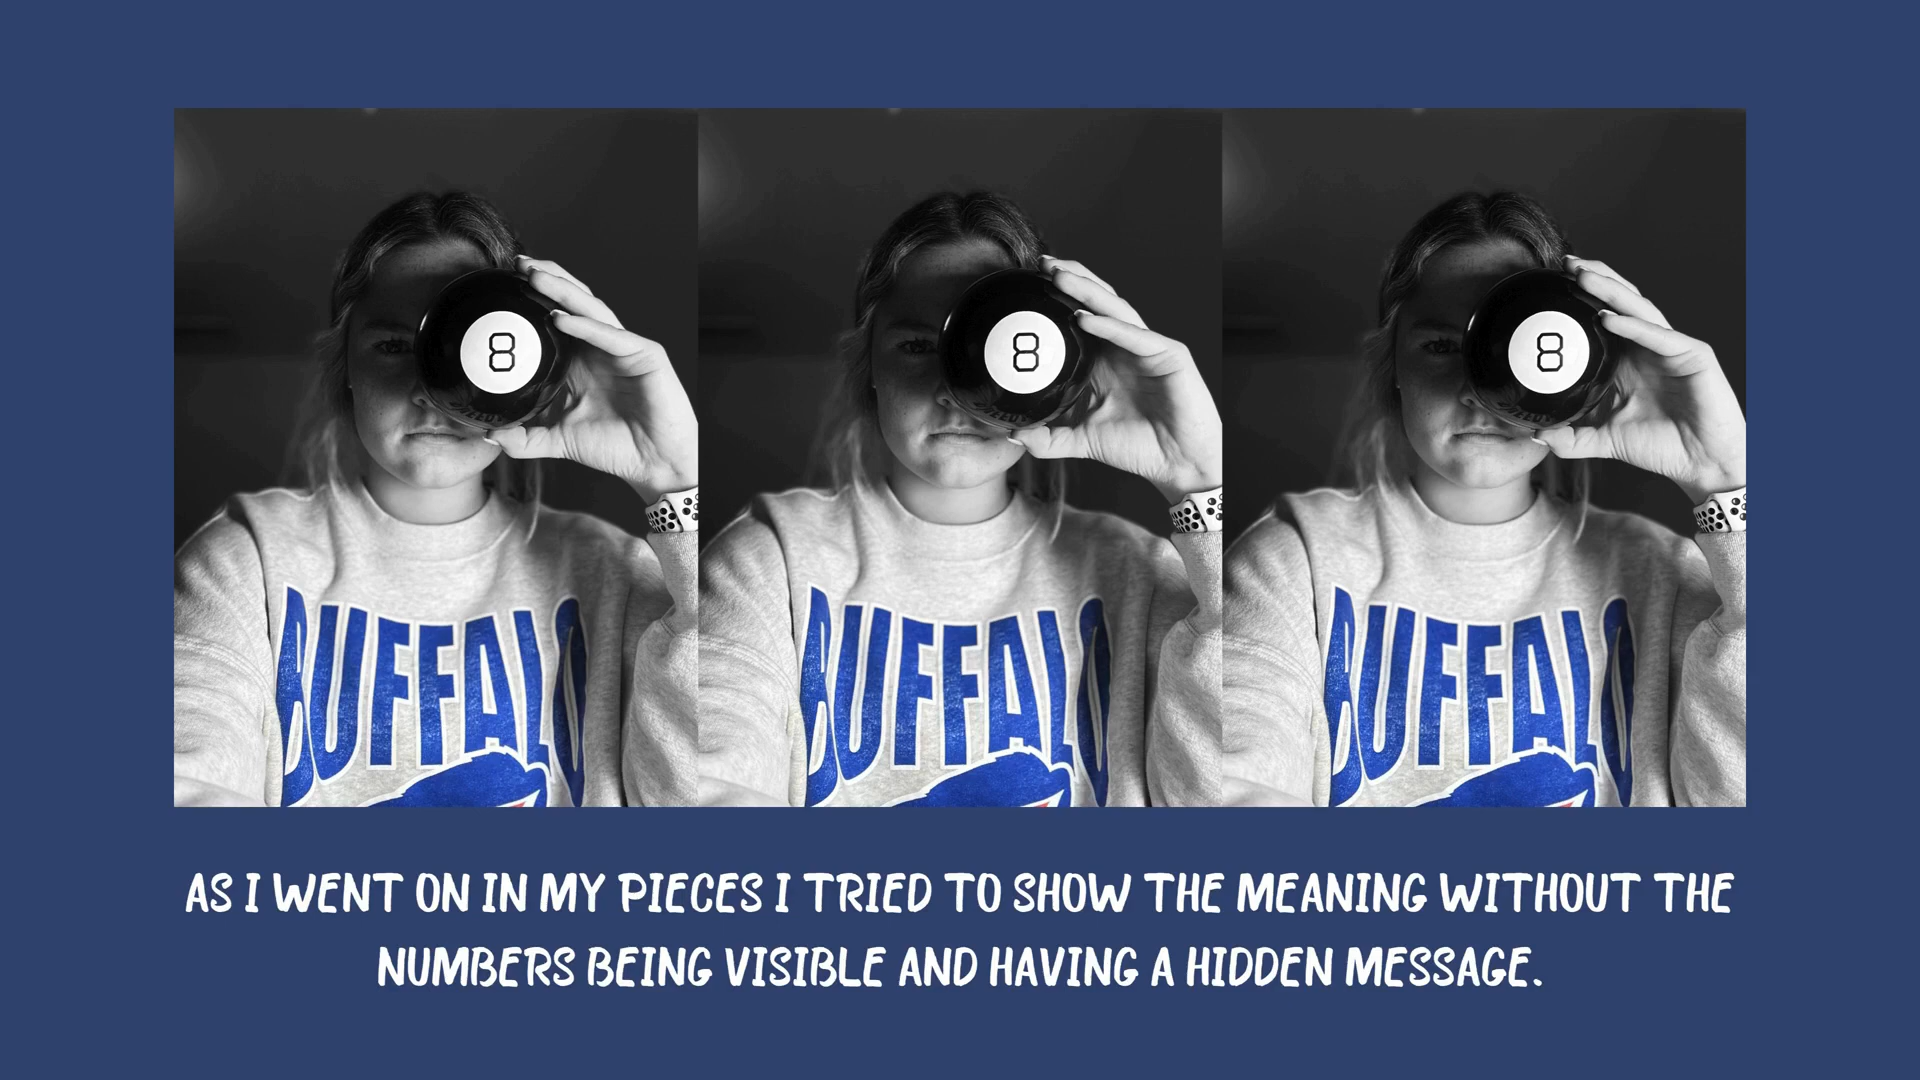 8 8 8
BUFFALO BUFFALO BUFFALO
AS I WENT ON IN MY PIECES I TRIED TO SHOW THE MEANING WITHOUT THE
NUMBERS BEING VISIBLE AND HAVING A HIDDEN MESSAGE.